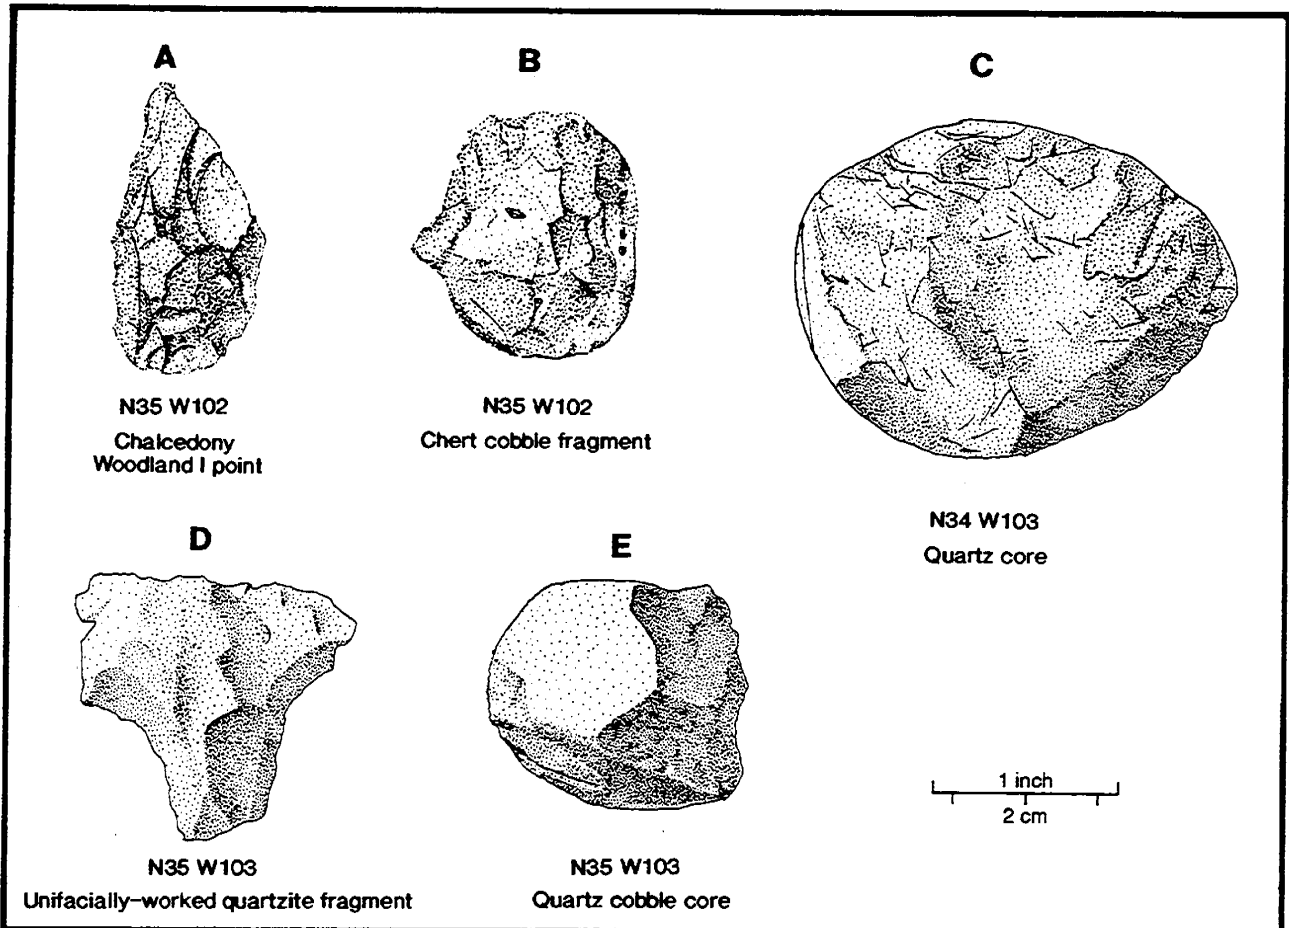 A
B
C
N35 W102
Chalcedony
Woodland I point
N35 W102
Chert cobble fragment
N34 W103
Quartz core
D
E
N35 W103
Unifacially-worked quartzite fragment
N35 W103
Quartz cobble core
1 inch
2 cm